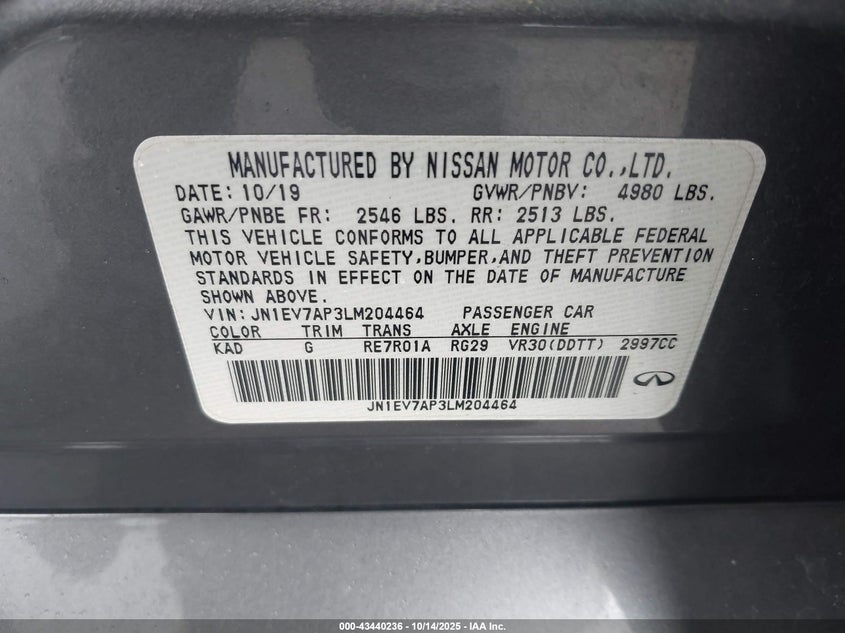 MANUFACTURED BY NISSAN MOTOR CO.,LTD.
DATE: 10/19 GVWR/PNBV: 4980 LBS.
GAWR/PNBE FR: 2546 LBS. RR: 2513 LBS.
THIS VEHICLE CONFORMS TO ALL APPLICABLE FEDERAL
MOTOR VEHICLE SAFETY,BUMPER,AND THEFT PREVENTION
STANDARDS IN EFFECT ON THE DATE OF MANUFACTURE
SHOWN ABOVE.
VIN: JN1EV7AP3LM204464 PASSENGER CAR
COLOR TRIM TRANS AXLE ENGINE
KAD G RE7R01A RG29 VR30(DDTT) 2997CC
JN1EV7AP3LM204464
000-43440236 - 10/14/2025 - IAA Inc.